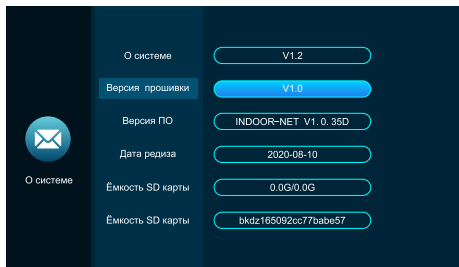 О системе V1.2
Версия прошивки V1.0
Версия ПО INDOOR-NET V1.0.35D
Дата редиза 2020-08-10
О системе
Ёмкость SD карты 0.0G/0.0G
Ёмкость SD карты bkdz165092cc77babe57